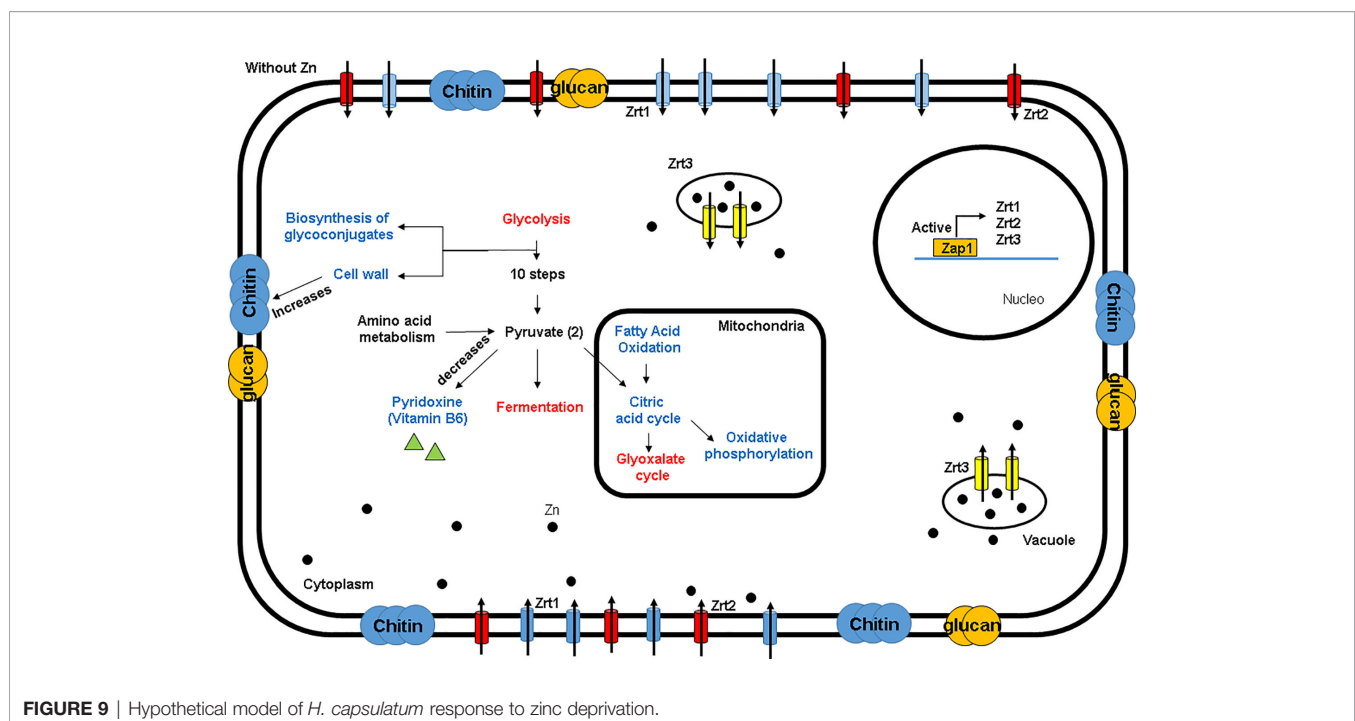 Without Zn
Chitin
glucan
Zrt1
Zrt2
Zrt3
Zrt1
Zrt2
Zrt3
Active
Zap1
Nucleo
Biosynthesis of
glycoconjugates
Glycolysis
Cell wall
10 steps
Chitin
Increases
Chitin
Amino acid
metabolism
Pyruvate (2)
decreases
Mitochondria
Fatty Acid
Oxidation
glucan
glucan
Pyridoxine
(Vitamin B6)
Fermentation
Citric
acid cycle
Oxidative
phosphorylation
Glyoxalate
cycle
Zrt3
Vacuole
Zn
Cytoplasm
Zrt1
Zrt2
Chitin
Chitin
glucan
FIGURE 9 | Hypothetical model of H. capsulatum response to zinc deprivation.